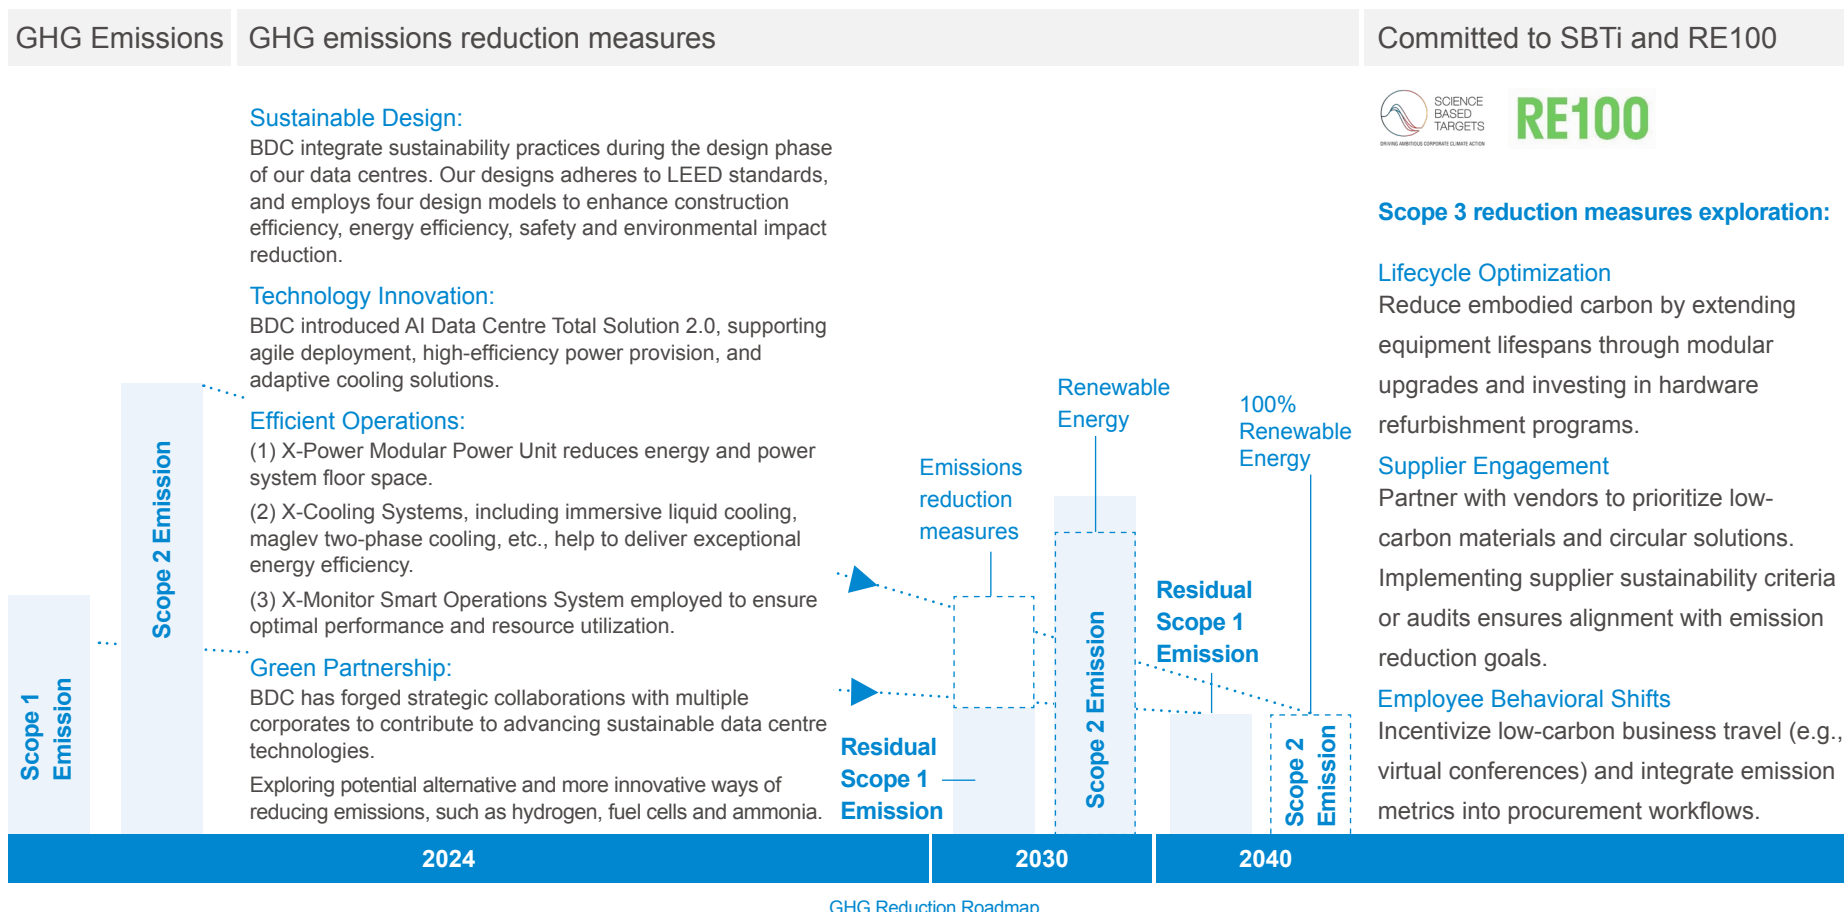 GHG Emissions
GHG emissions reduction measures
Committed to SBTi and RE100
Scope 1
Emission
Scope 2 Emission
Sustainable Design:
BDC integrate sustainability practices during the design phase
of our data centres. Our designs adheres to LEED standards,
and employs four design models to enhance construction
efficiency, energy efficiency, safety and environmental impact
reduction.
Technology Innovation:
BDC introduced AI Data Centre Total Solution 2.0, supporting
agile deployment, high-efficiency power provision, and
adaptive cooling solutions.
Efficient Operations:
(1) X-Power Modular Power Unit reduces energy and power
system floor space.
(2) X-Cooling Systems, including immersive liquid cooling,
maglev two-phase cooling, etc., help to deliver exceptional
energy efficiency.
(3) X-Monitor Smart Operations System employed to ensure
optimal performance and resource utilization.
Green Partnership:
BDC has forged strategic collaborations with multiple
corporates to contribute to advancing sustainable data centre
technologies.
Exploring potential alternative and more innovative ways of
reducing emissions, such as hydrogen, fuel cells and ammonia.
Emissions
reduction
measures
Residual
Scope 1
Emission
Renewable
Energy
Scope 2 Emission
Residual
Scope 1
Emission
100%
Renewable
Energy
Scope 2
Emission
SCIENCE
BASED
TARGETS
DRIVING AMBITIOUS CORPORATE CLIMATE ACTION
RE100
Scope 3 reduction measures exploration:
Lifecycle Optimization
Reduce embodied carbon by extending
equipment lifespans through modular
upgrades and investing in hardware
refurbishment programs.
Supplier Engagement
Partner with vendors to prioritize low-
carbon materials and circular solutions.
Implementing supplier sustainability criteria
or audits ensures alignment with emission
reduction goals.
Employee Behavioral Shifts
Incentivize low-carbon business travel (e.g.,
virtual conferences) and integrate emission
metrics into procurement workflows.
2024
2030
2040
GHG Reduction Roadmap